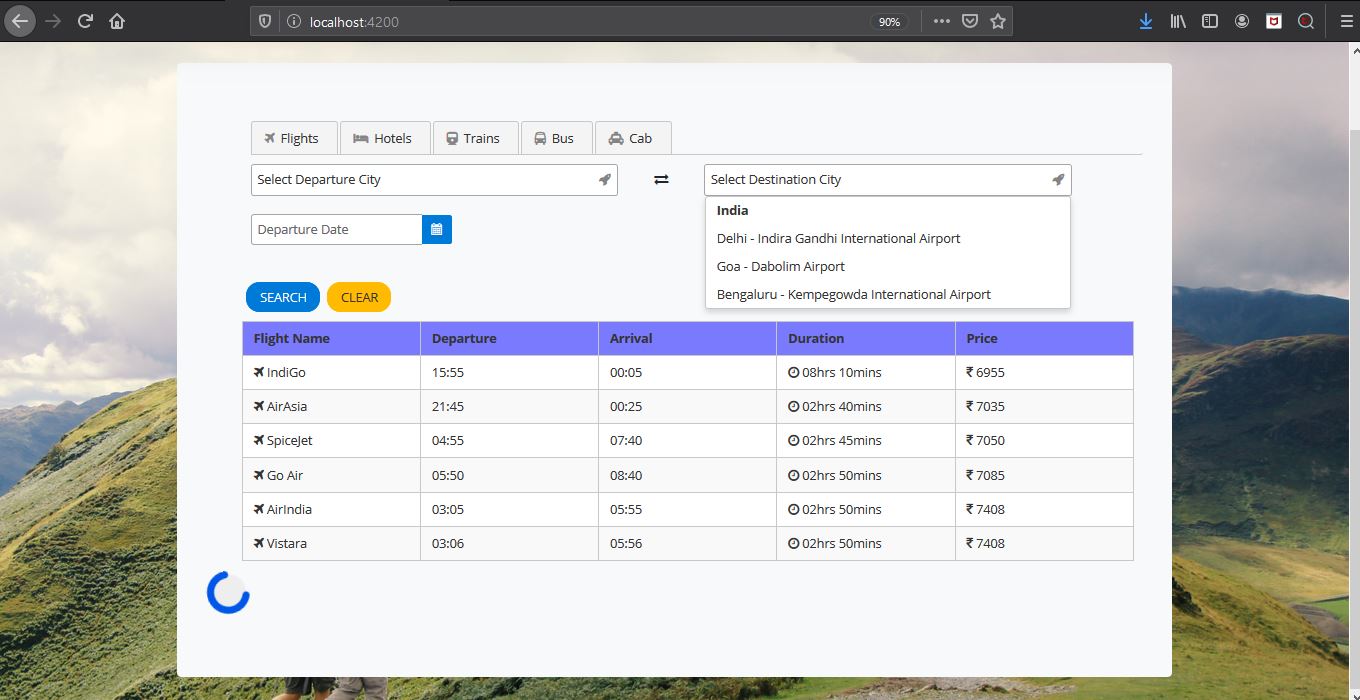 localhost:4200 90%
Flights Hotels Trains Bus Cab
Select Departure City Select Destination City
India
Delhi - Indira Gandhi International Airport
Goa - Dabolim Airport
Bengaluru - Kempegowda International Airport
Departure Date
SEARCH CLEAR
Flight Name Departure Arrival Duration Price
IndiGo 15:55 00:05 08hrs 10mins ₹ 6955
AirAsia 21:45 00:25 02hrs 40mins ₹ 7035
SpiceJet 04:55 07:40 02hrs 45mins ₹ 7050
Go Air 05:50 08:40 02hrs 50mins ₹ 7085
AirIndia 03:05 05:55 02hrs 50mins ₹ 7408
Vistara 03:06 05:56 02hrs 50mins ₹ 7408